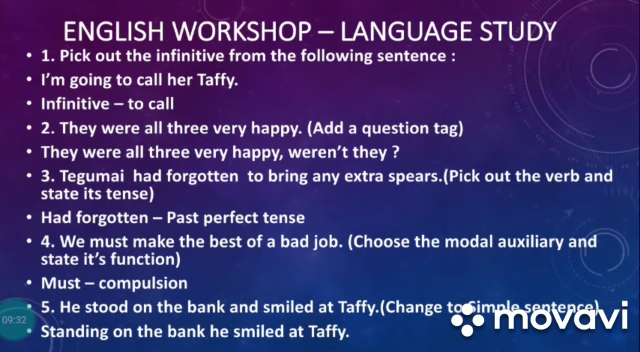 ENGLISH WORKSHOP – LANGUAGE STUDY
• 1. Pick out the infinitive from the following sentence :
• I'm going to call her Taffy.
• Infinitive – to call
• 2. They were all three very happy. (Add a question tag)
• They were all three very happy, weren't they ?
• 3. Tegumai had forgotten to bring any extra spears.(Pick out the verb and
state its tense)
• Had forgotten – Past perfect tense
• 4. We must make the best of a bad job. (Choose the modal auxiliary and
state it's function)
• Must – compulsion
• 5. He stood on the bank and smiled at Taffy.(Change to Simple sentence)
• Standing on the bank he smiled at Taffy.
09:32
movavi